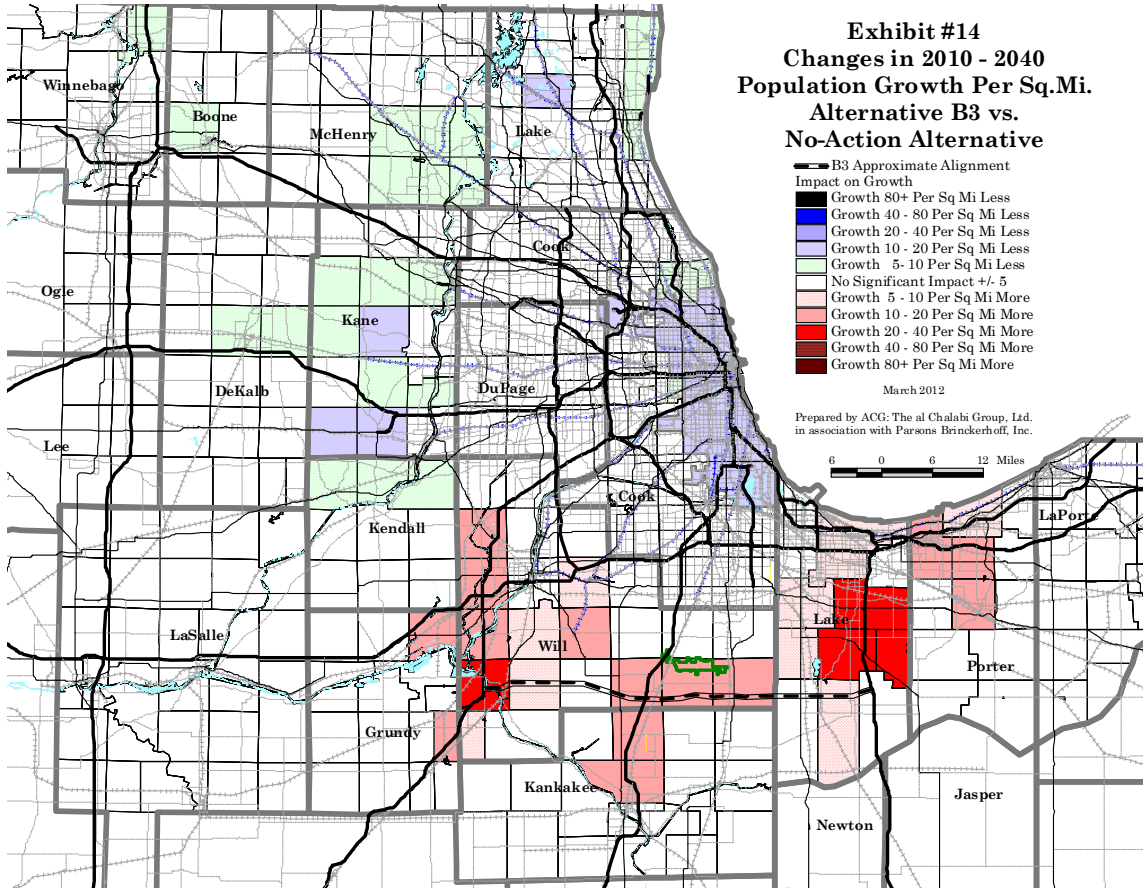 Exhibit #14
Changes in 2010 - 2040
Population Growth Per Sq.Mi.
Alternative B3 vs.
No-Action Alternative
B3 Approximate Alignment
Impact on Growth
Growth 80+ Per Sq Mi Less
Growth 40 - 80 Per Sq Mi Less
Growth 20 - 40 Per Sq Mi Less
Growth 10 - 20 Per Sq Mi Less
Growth 5- 10 Per Sq Mi Less
No Significant Impact +/- 5
Growth 5 - 10 Per Sq Mi More
Growth 10 - 20 Per Sq Mi More
Growth 20 - 40 Per Sq Mi More
Growth 40 - 80 Per Sq Mi More
Growth 80+ Per Sq Mi More
March 2012
Prepared by ACG: The al Chalabi Group, Ltd.
in association with Parsons Brinckerhoff, Inc.
6 0 6 12 Miles
Winnebago
Boone
McHenry
Lake
Cook
Ogle
Kane
DeKalb
DuPage
Lee
Cook
Kendall
LaPorte
LaSalle
Will
Lake
Porter
Grundy
Kankakee
Jasper
Newton